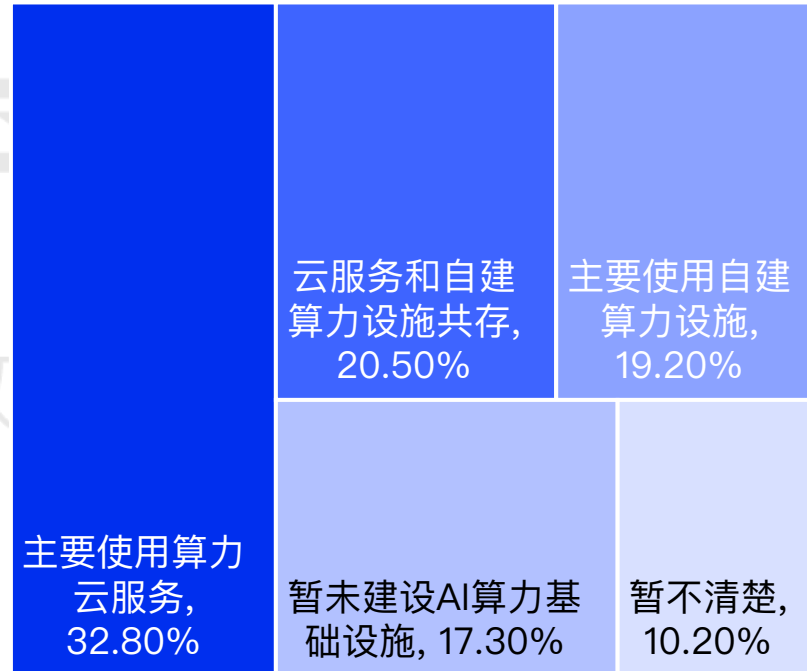 主要使用算力
云服务,
32.80%
云服务和自建
算力设施共存,
20.50%
主要使用自建
算力设施,
19.20%
暂未建设AI算力基
础设施, 17.30%
暂不清楚,
10.20%